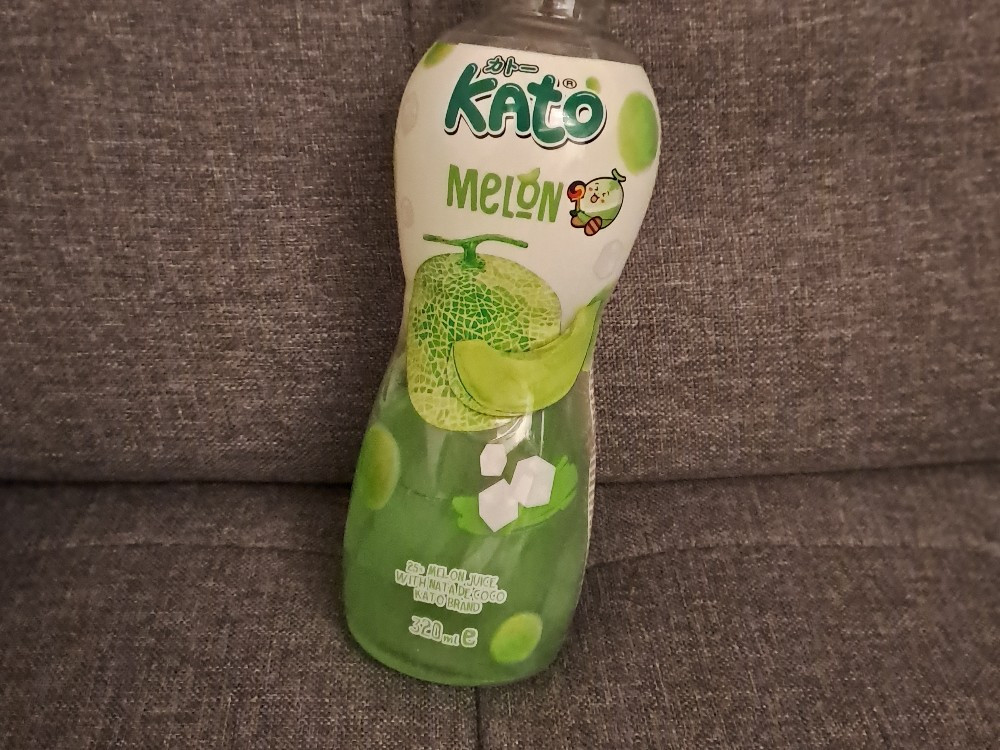 カトー
KATO®
MELON
25% MELON JUICE
WITH NATA DE COCO
KATO BRAND
320 ml e